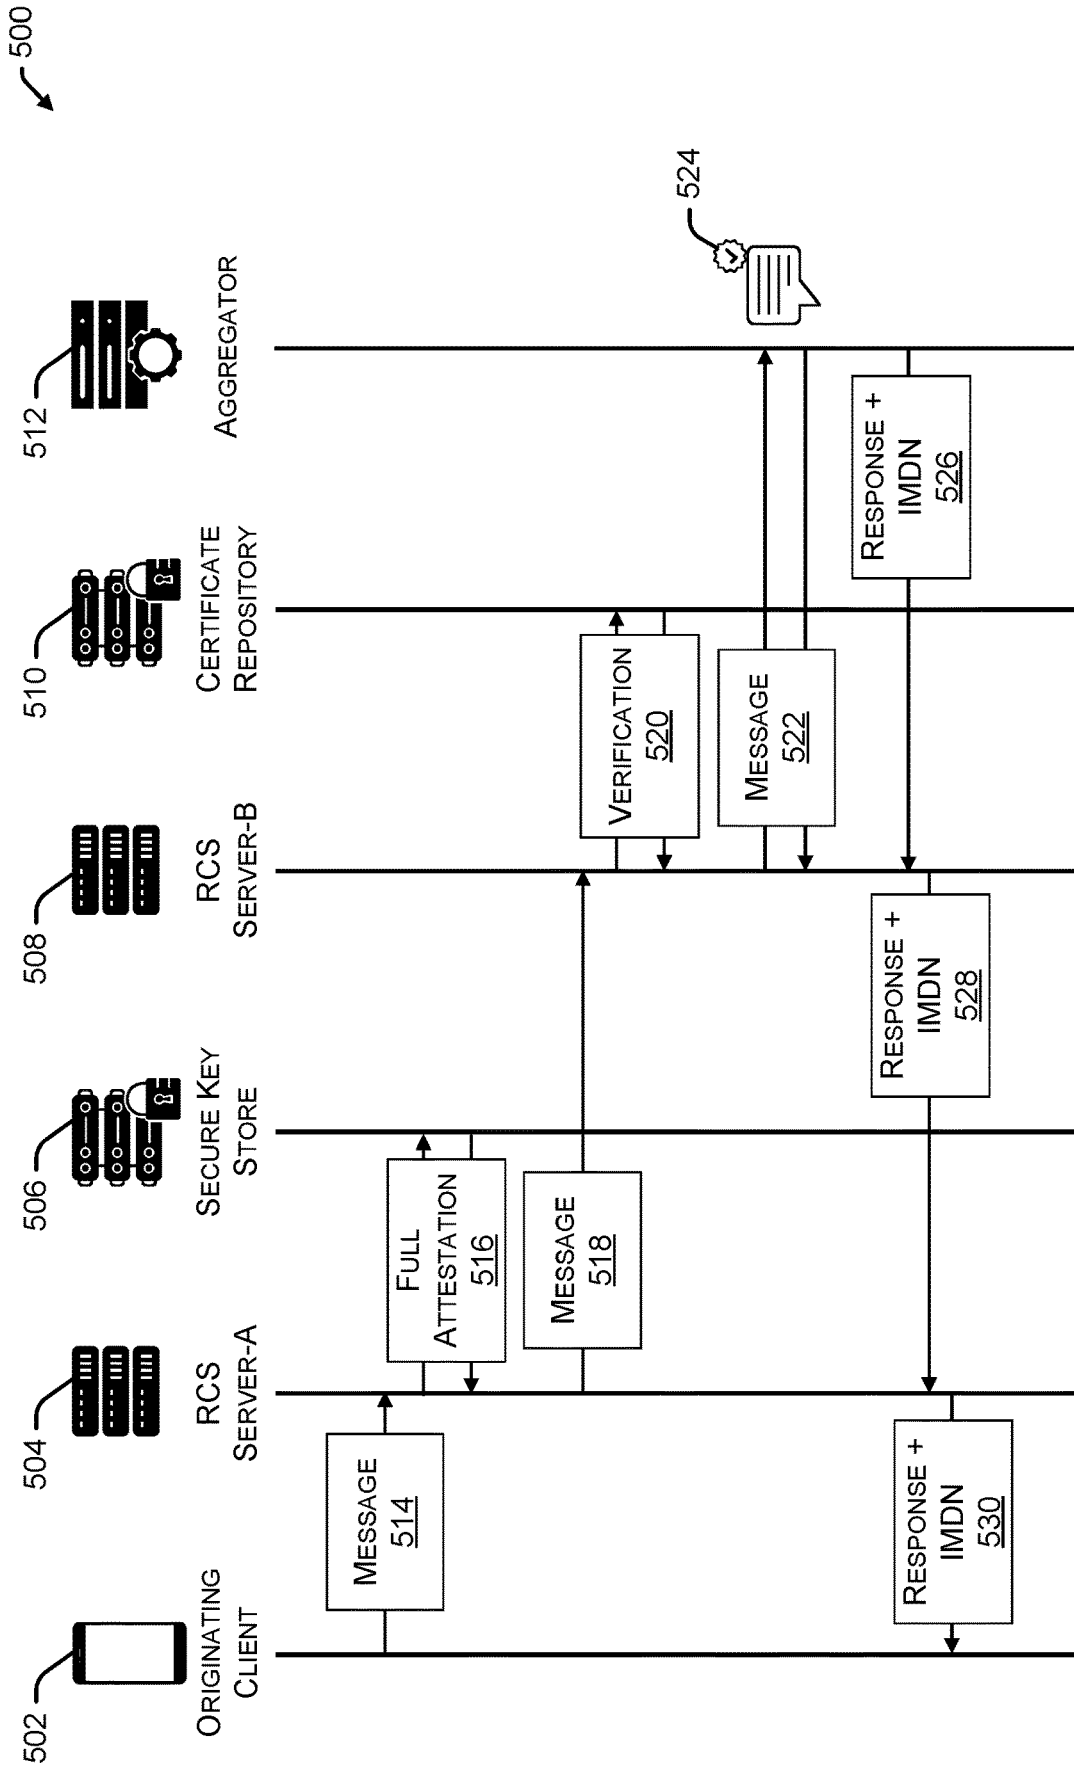 500
502
ORIGINATING
CLIENT
504
RCS
SERVER-A
506
SECURE KEY
STORE
508
RCS
SERVER-B
510
CERTIFICATE
REPOSITORY
512
AGGREGATOR
MESSAGE
514
FULL
ATTESTATION
516
MESSAGE
518
VERIFICATION
520
MESSAGE
522
524
RESPONSE +
IMDN
526
RESPONSE +
IMDN
528
RESPONSE +
IMDN
530